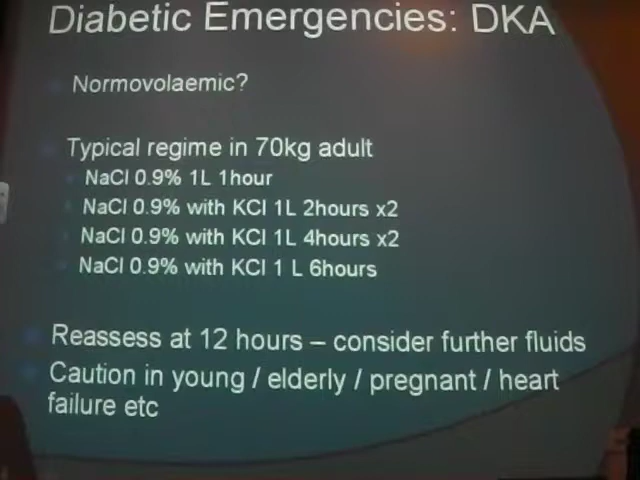 Diabetic Emergencies: DKA
Normovolaemic?
Typical regime in 70kg adult
NaCl 0.9% 1L 1hour
NaCl 0.9% with KCl 1L 2hours x2
NaCl 0.9% with KCl 1L 4hours x2
NaCl 0.9% with KCl 1 L 6hours
Reassess at 12 hours – consider further fluids
Caution in young / elderly / pregnant / heart
failure etc